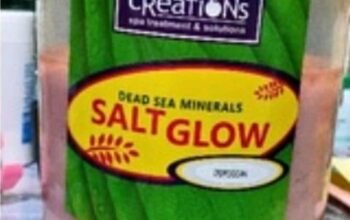 creations
spa treatment & solutions
DEAD SEA MINERALS
SALT GLOW